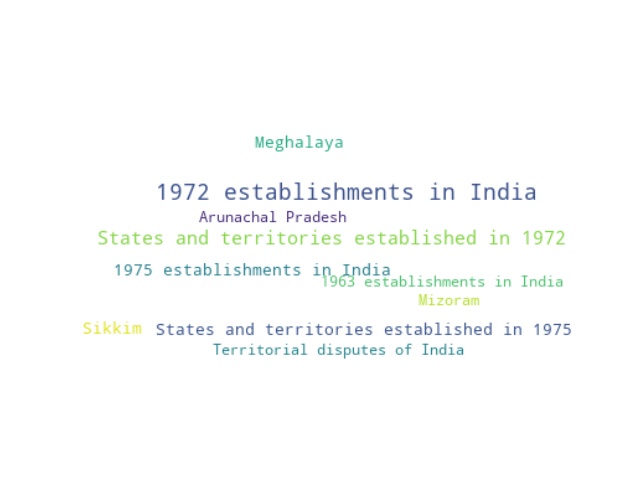 Meghalaya
1972 establishments in India
Arunachal Pradesh
States and territories established in 1972
1975 establishments in India
1963 establishments in India
Mizoram
Sikkim
States and territories established in 1975
Territorial disputes of India